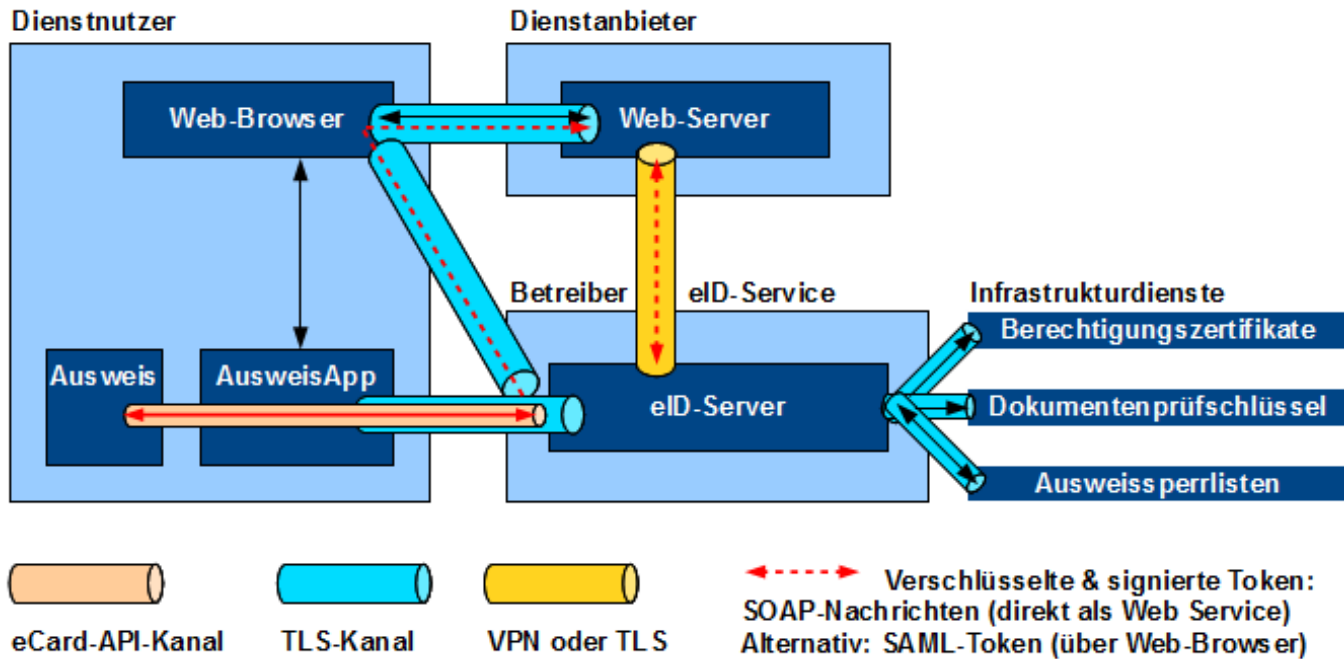 Dienstnutzer
Dienstanbieter
Web-Browser
Web-Server
Betreiber eID-Service
Infrastrukturdienste
Berechtigungszertifikate
Ausweis
AusweisApp
eID-Server
Dokumentenprüfschlüssel
Ausweissperrlisten
eCard-API-Kanal
TLS-Kanal
VPN oder TLS
Verschlüsselte & signierte Token:
SOAP-Nachrichten (direkt als Web Service)
Alternativ: SAML-Token (über Web-Browser)